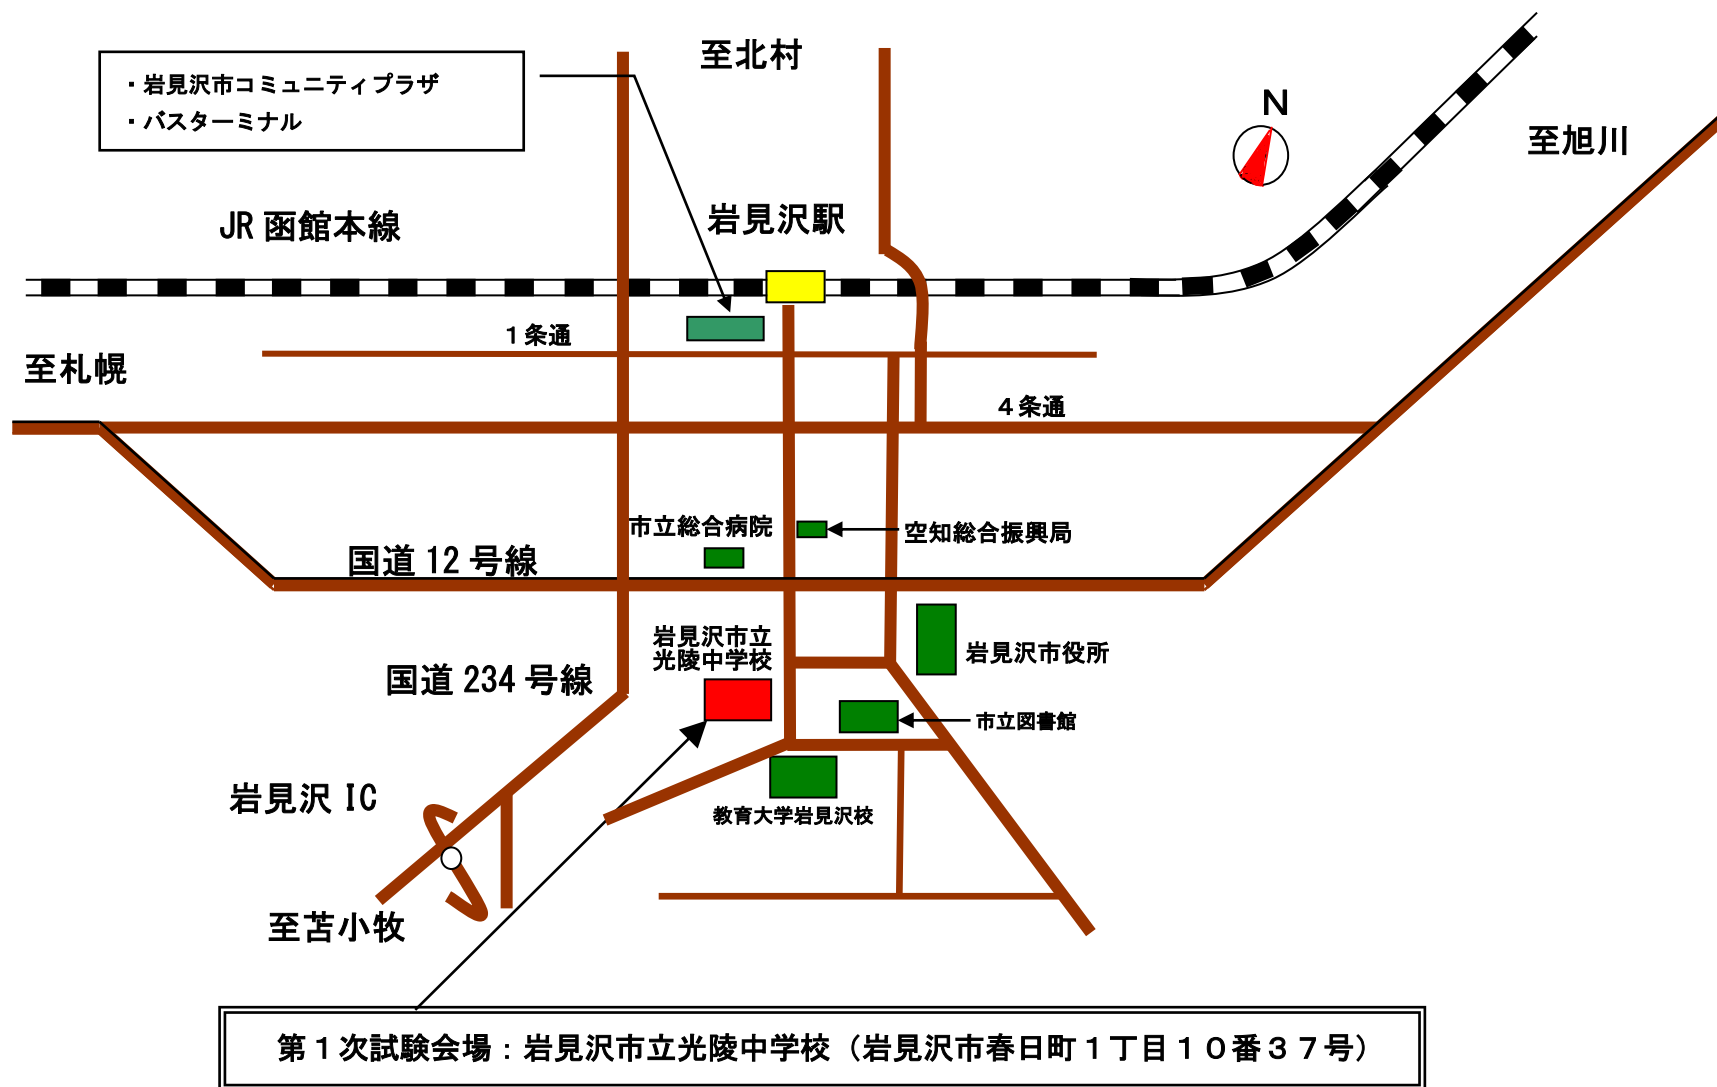 至北村
・岩見沢市コミュニティプラザ
・バスターミナル
N
至旭川
岩見沢駅
JR 函館本線
１条通
至札幌
４条通
市立総合病院
空知総合振興局
国道 12 号線
岩見沢市立
光陵中学校
岩見沢市役所
国道 234 号線
市立図書館
岩見沢 IC
教育大学岩見沢校
至苫小牧
第１次試験会場：岩見沢市立光陵中学校（岩見沢市春日町１丁目１０番３７号）